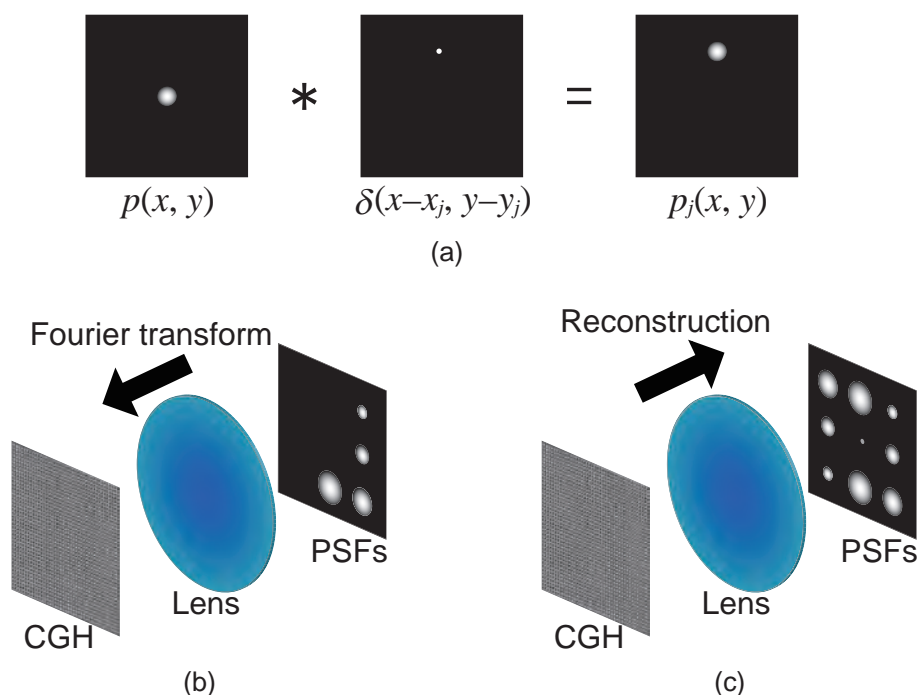 * =
p(x, y) δ(x–xⱼ, y–yⱼ) pⱼ(x, y)
(a)
Fourier transform
Reconstruction
PSFs
PSFs
Lens
Lens
CGH
CGH
(b)
(c)